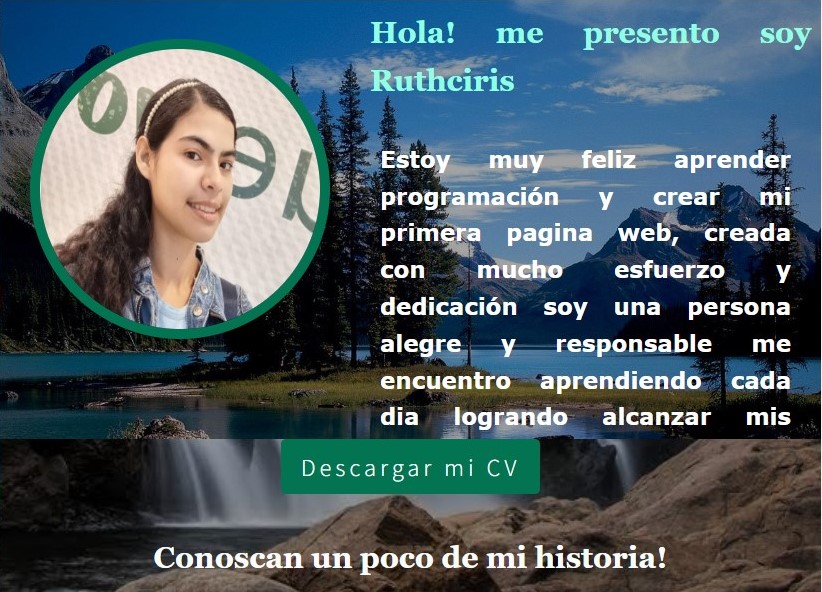 Hola! me presento soy
Ruthciris
Estoy muy feliz aprender
programación y crear mi
primera pagina web, creada
con mucho esfuerzo y
dedicación soy una persona
alegre y responsable me
encuentro aprendiendo cada
dia logrando alcanzar mis
Descargar mi CV
Conoscan un poco de mi historia!